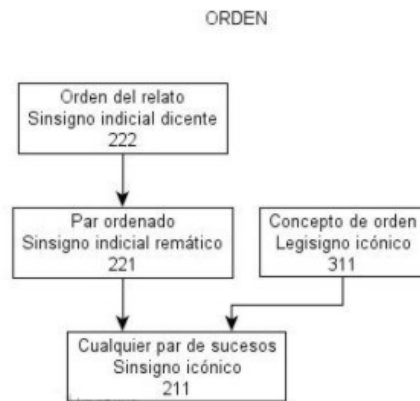 ORDEN
Orden del relato
Sinsigno indicial dicente
222
Par ordenado
Sinsigno indicial remático
221
Concepto de orden
Legisigno icónico
311
Cualquier par de sucesos
Sinsigno icónico
211